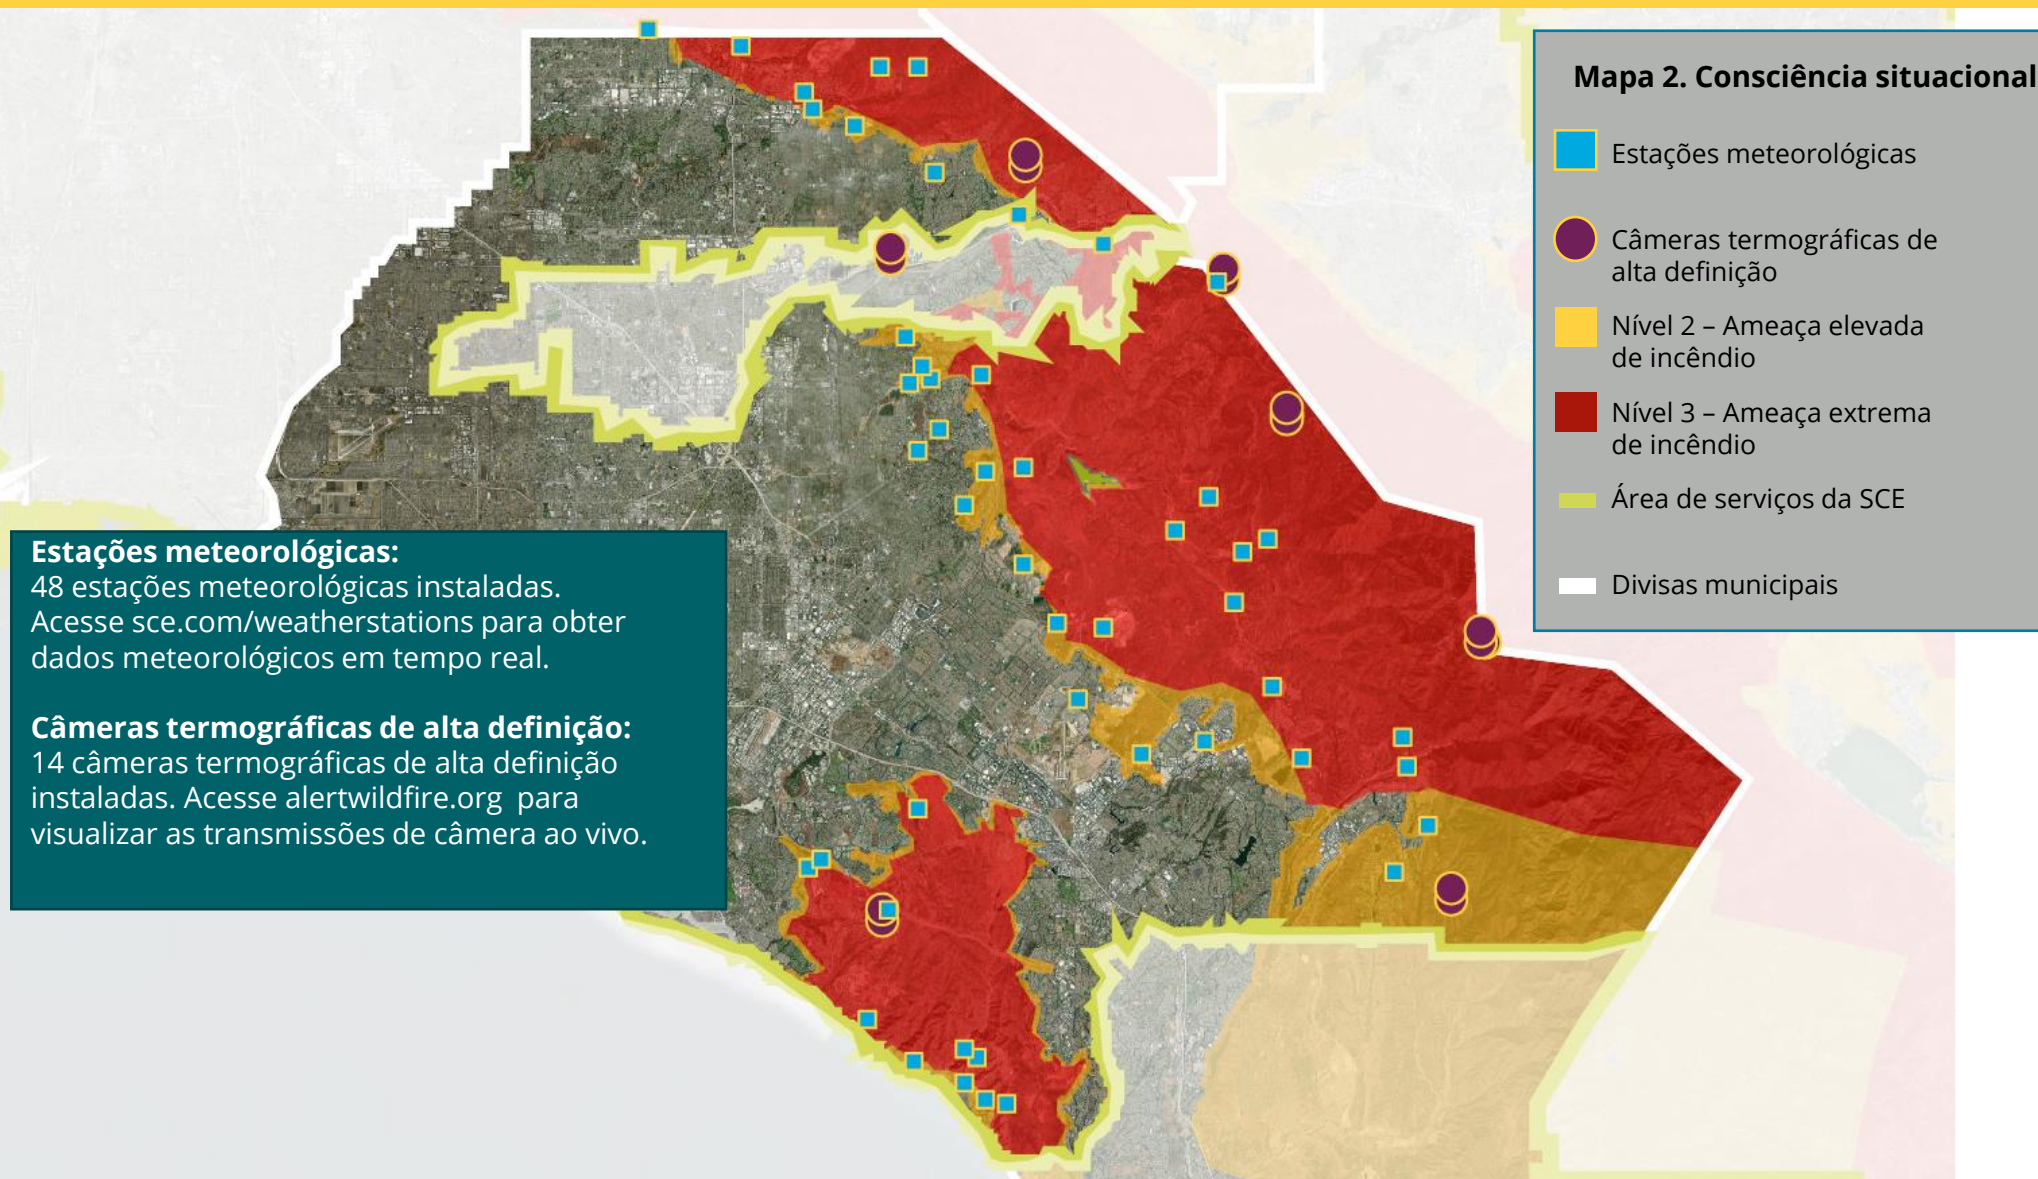 Mapa 2. Consciência situacional
Estações meteorológicas
Câmeras termográficas de
alta definição
Nível 2 – Ameaça elevada
de incêndio
Nível 3 – Ameaça extrema
de incêndio
Área de serviços da SCE
Divisas municipais
Estações meteorológicas:
48 estações meteorológicas instaladas.
Acesse sce.com/weatherstations para obter
dados meteorológicos em tempo real.
Câmeras termográficas de alta definição:
14 câmeras termográficas de alta definição
instaladas. Acesse alertwildfire.org para
visualizar as transmissões de câmera ao vivo.